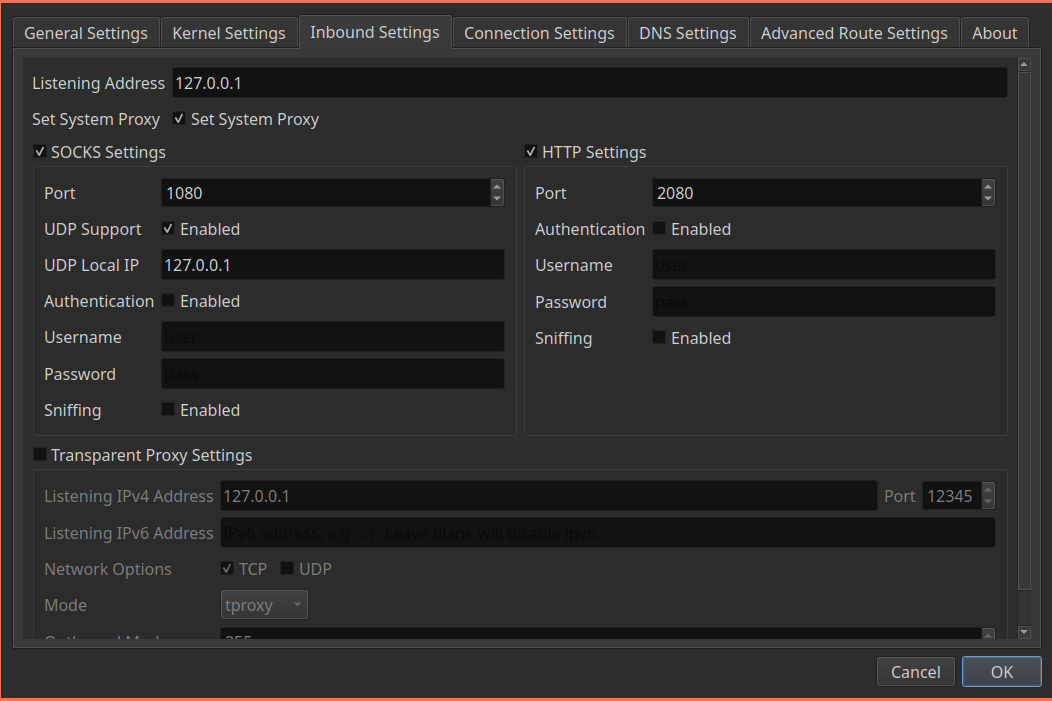 General Settings Kernel Settings Inbound Settings Connection Settings DNS Settings Advanced Route Settings About
Listening Address 127.0.0.1
Set System Proxy Set System Proxy
SOCKS Settings
Port 1080
UDP Support Enabled
UDP Local IP 127.0.0.1
Authentication Enabled
Username user
Password pass
Sniffing Enabled
HTTP Settings
Port 2080
Authentication Enabled
Username user
Password pass
Sniffing Enabled
Transparent Proxy Settings
Listening IPv4 Address 127.0.0.1 Port 12345
Listening IPv6 Address IPv6 address, e.g. ::1. Leave blank will disable ipv6.
Network Options TCP UDP
Mode tproxy
255
Cancel OK